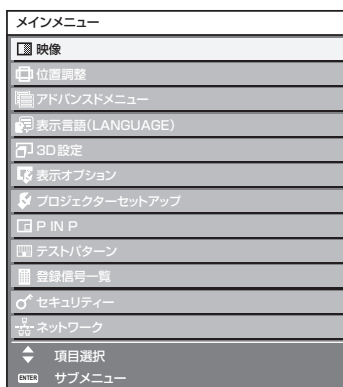 メインメニュー
映像
位置調整
アドバンスドメニュー
表示言語(LANGUAGE)
3D設定
表示オプション
プロジェクターセットアップ
P IN P
テストパターン
登録信号一覧
セキュリティー
ネットワーク
項目選択
ENTER サブメニュー